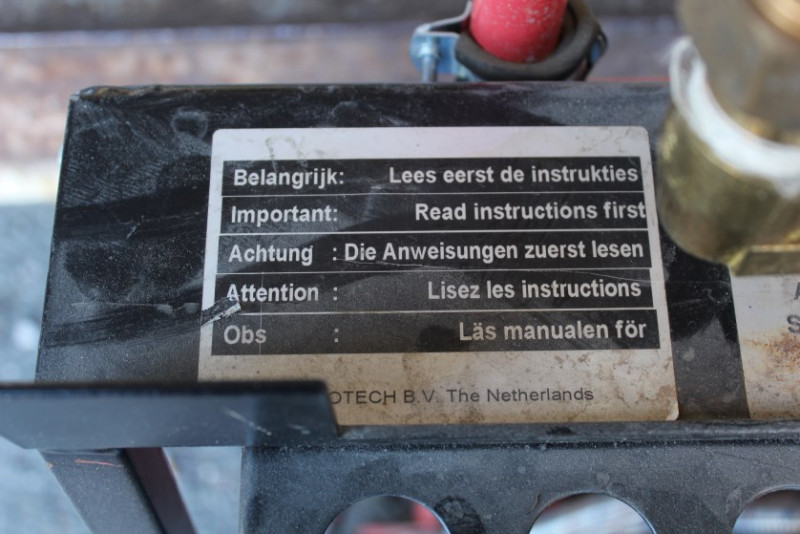 Belangrijk: Lees eerst de instrukties
Important: Read instructions first
Achtung : Die Anweisungen zuerst lesen
Attention : Lisez les instructions
Obs : Läs manualen för
B.V. The Netherlands